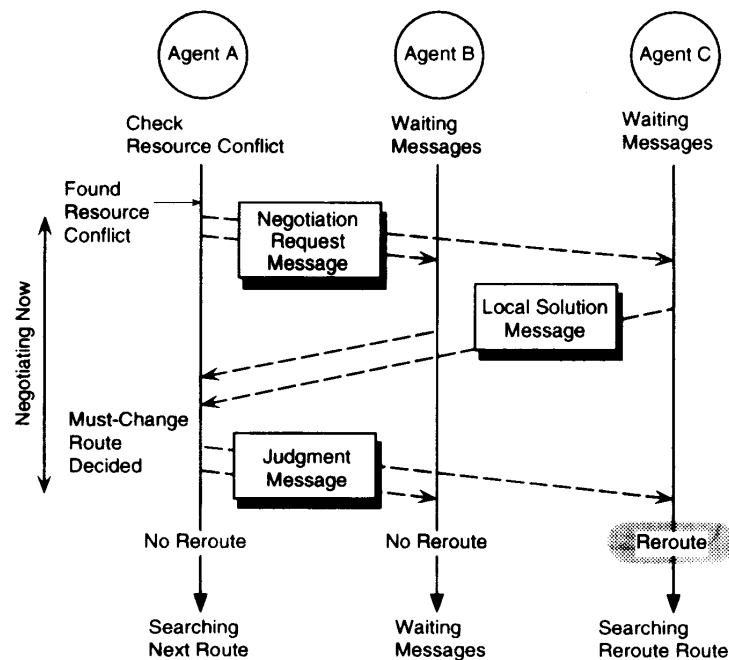 Agent A
Agent B
Agent C
Check
Resource Conflict
Waiting
Messages
Waiting
Messages
Found
Resource
Conflict
Negotiation
Request
Message
Negotiating Now
Local Solution
Message
Must-Change
Route
Decided
Judgment
Message
No Reroute
No Reroute
Reroute
Searching
Next Route
Waiting
Messages
Searching
Reroute Route